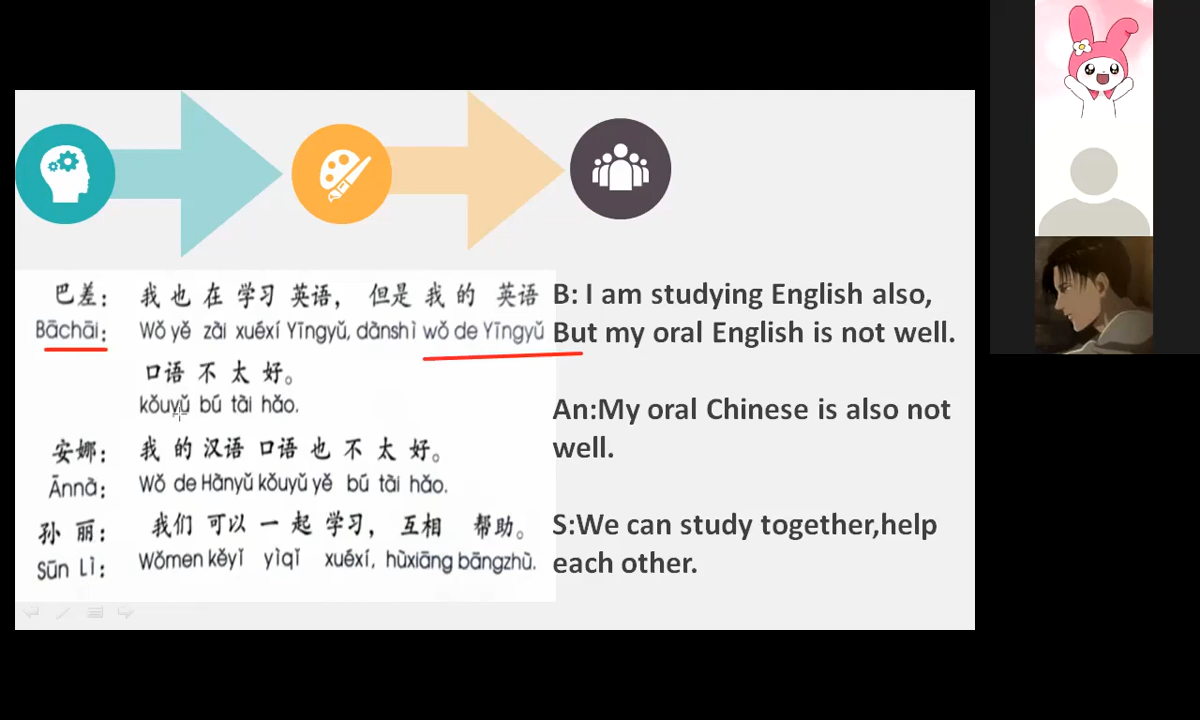 巴差： 我 也 在 学习 英语， 但是 我 的 英语
Bāchāi: Wǒ yě zài xuéxí Yīngyǔ, dànshì wǒ de Yīngyǔ
口语 不 太 好。
kǒuyǔ bú tài hǎo.
安娜： 我 的 汉语 口语 也 不 太 好。
Ānnà: Wǒ de Hànyǔ kǒuyǔ yě bú tài hǎo.
孙 丽： 我们 可以 一 起 学习， 互相 帮助。
Sūn Lì: Wǒmen kěyǐ yìqǐ xuéxí, hùxiāng bāngzhù.
B: I am studying English also,
But my oral English is not well.
An:My oral Chinese is also not
well.
S:We can study together,help
each other.